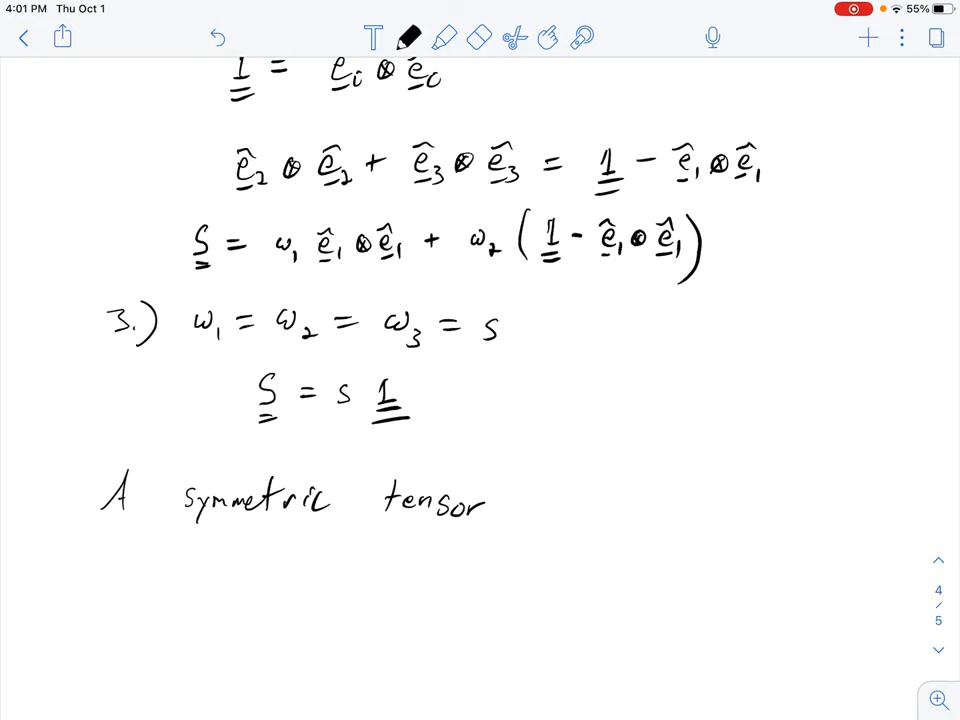 4:01 PM Thu Oct 1
55%
T
1 = e_i ⊗ e_i
ê_2 ⊗ ê_2 + ê_3 ⊗ ê_3 = 1 - ê_1 ⊗ ê_1
S = ω_1 ê_1 ⊗ ê_1 + ω_2 (1 - ê_1 ⊗ ê_1)
3.) ω_1 = ω_2 = ω_3 = s
S = s 1
A symmetric tensor
4
/
5